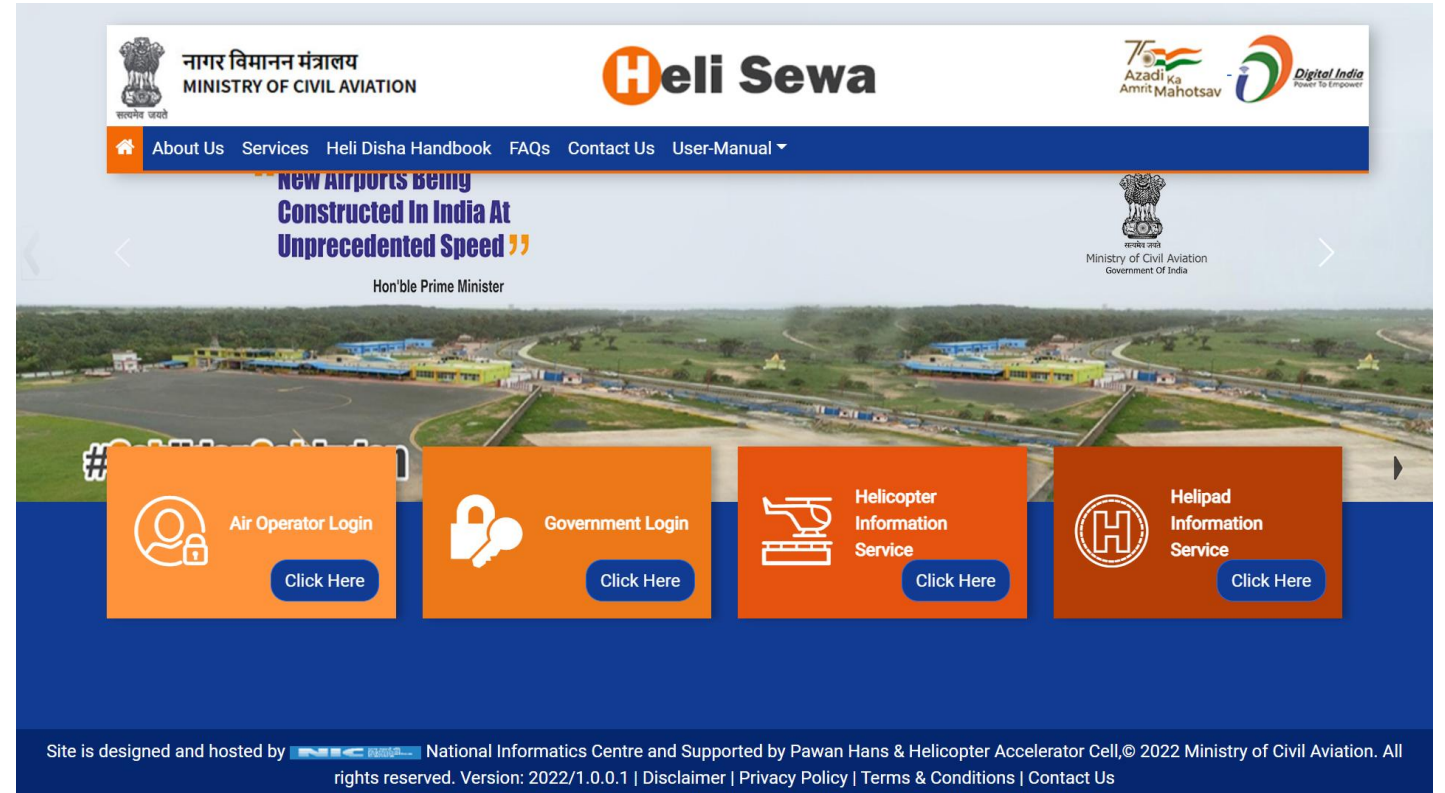 नागर विमानन मंत्रालय
MINISTRY OF CIVIL AVIATION
सत्यमेव जयते
Heli Sewa
75
Azadi Ka
Amrit Mahotsav
Digital India
Power To Empower
About Us Services Heli Disha Handbook FAQs Contact Us User-Manual
"New Airports Being
Constructed In India At
Unprecedented Speed"
Hon'ble Prime Minister
सत्यमेव जयते
Ministry of Civil Aviation
Government Of India
#
Air Operator Login
Click Here
Government Login
Click Here
Helicopter
Information
Service
Click Here
H
Helipad
Information
Service
Click Here
Site is designed and hosted by NIC National Informatics Centre and Supported by Pawan Hans & Helicopter Accelerator Cell,© 2022 Ministry of Civil Aviation. All
rights reserved. Version: 2022/1.0.0.1 | Disclaimer | Privacy Policy | Terms & Conditions | Contact Us